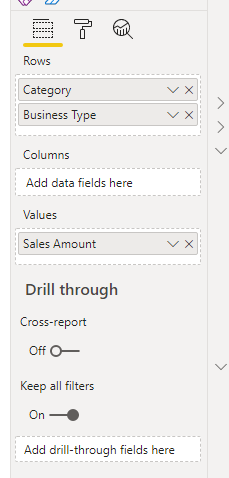 Rows
Category
Business Type
Columns
Add data fields here
Values
Sales Amount
Drill through
Cross-report
Off
Keep all filters
On
Add drill-through fields here